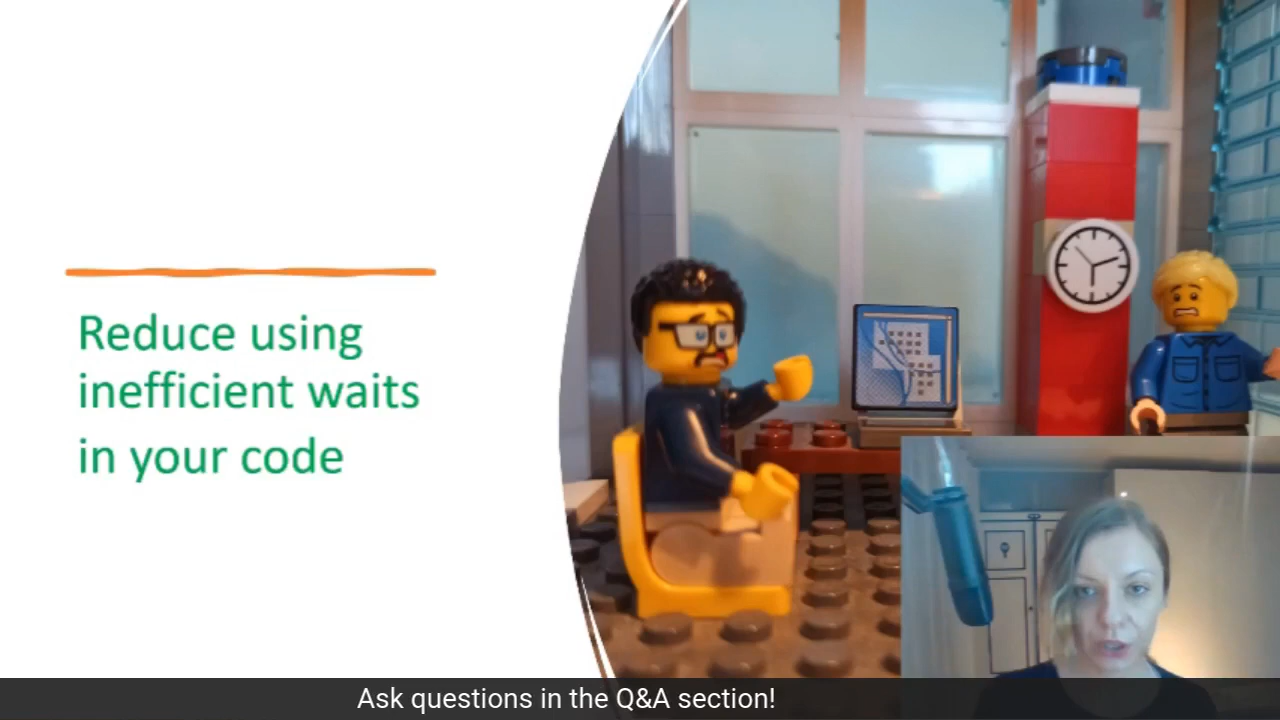 Reduce using
inefficient waits
in your code
Ask questions in the Q&A section!